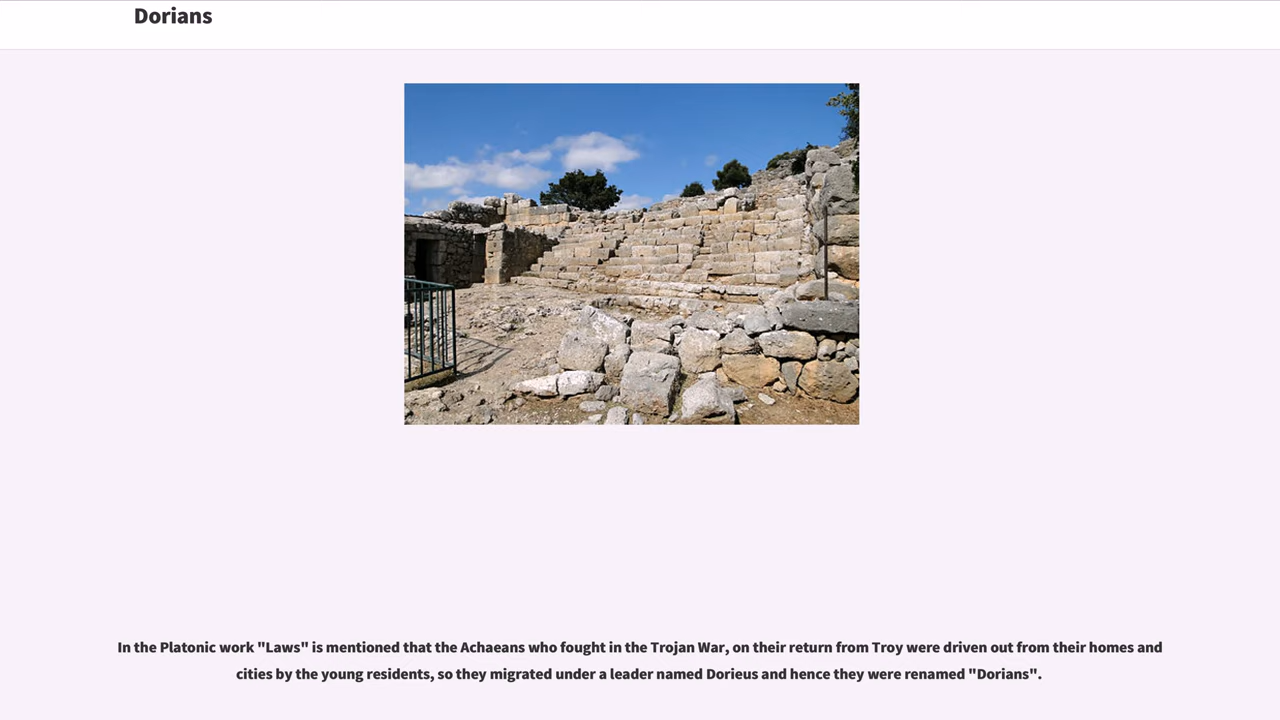 Dorians
In the Platonic work "Laws" is mentioned that the Achaeans who fought in the Trojan War, on their return from Troy were driven out from their homes and
cities by the young residents, so they migrated under a leader named Dorieus and hence they were renamed "Dorians".